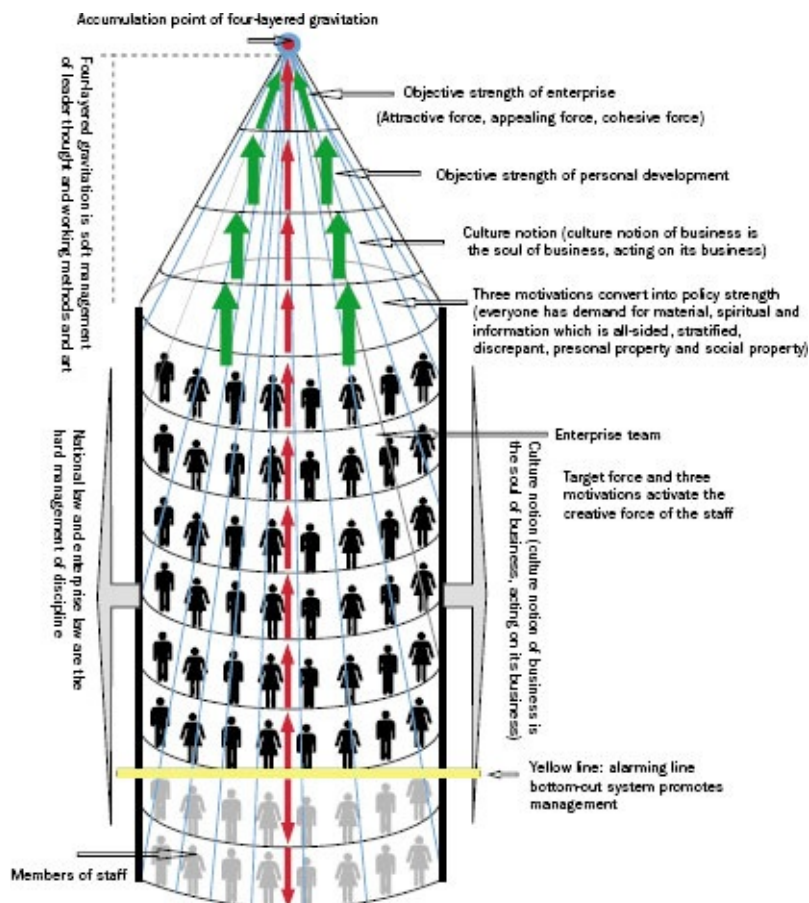 Accumulation point of four-layered gravitation
Four-layered gravitation is soft management
of leader thought and working methods and art
Objective strength of enterprise
(Attractive force, appealing force, cohesive force)
Objective strength of personal development
Culture notion (culture notion of business is
the soul of business, acting on its business)
Three motivations convert into policy strength
(everyone has demand for material, spiritual and
information which is all-sided, stratified,
discrepant, presonal property and social property)
National law and enterprise law are the
hard management of discipline
Enterprise team
Culture notion (culture notion of business is
the soul of business, acting on its business)
Target force and three
motivations activate the
creative force of the staff
Yellow line: alarming line
bottom-out system promotes
management
Members of staff